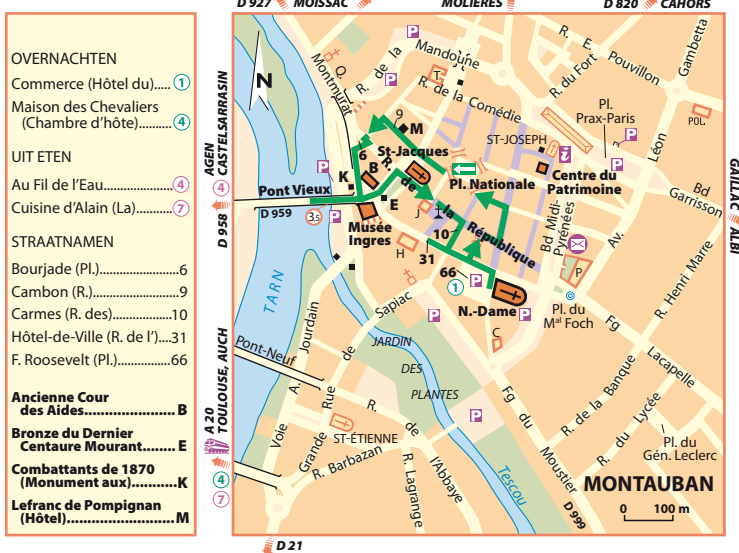 OVERNACHTEN
Commerce (Hôtel du).....1
Maison des Chevaliers
(Chambre d'hôte)..........4
UIT ETEN
Au Fil de l'Eau................4
Cuisine d'Alain (La)........7
STRAATNAMEN
Bourjade (Pl.)..................6
Cambon (R.)....................9
Carmes (R. des)............10
Hôtel-de-Ville (R. de l')...31
F. Roosevelt (Pl.)...........66
Ancienne Cour
des Aides......................B
Bronze du Dernier
Centaure Mourant........E
Combattants de 1870
(Monument aux)..........K
Lefranc de Pompignan
(Hôtel)..........................M
D 927
MOISSAC
MOLIÈRES
D 820
CAHORS
AGEN
CASTELSARRASIN
4
D 958
A 20
TOULOUSE, AUCH
4
7
D 21
GAILLAC
ALBI
N
Q. Montmurat
R. de la Mandoune
T
R. de la Comédie
R. E. Pouvillon
R. du Fort
Gambetta
Léon
Av.
POL.
Pl.
Prax-Paris
P
i
ST-JOSEPH
Centre du
Patrimoine
9
M
6
St-Jacques
B
K
E
Pont Vieux
D 959
3.5
Musée
Ingres
R. de la République
Pl. Nationale
J
10
H
31
66
1
N.-Dame
C
Bd Midi-
Pyrénées
Bd
Garrisson
R. Henri Marre
P
Pl. du
Mal Foch
Fg
Lacapelle
TARN
Pont-Neuf
Voie A. Jourdain
Grande Rue de Sapiac
JARDIN
DES
PLANTES
ST-ÉTIENNE
R. Barbazan
R. de l'Abbaye
R. Lagrange
Tescou
Fg du Moustier
D 999
R. de la Banque
R. du Lycée
Pl. du
Gén. Leclerc
MONTAUBAN
0 100 m